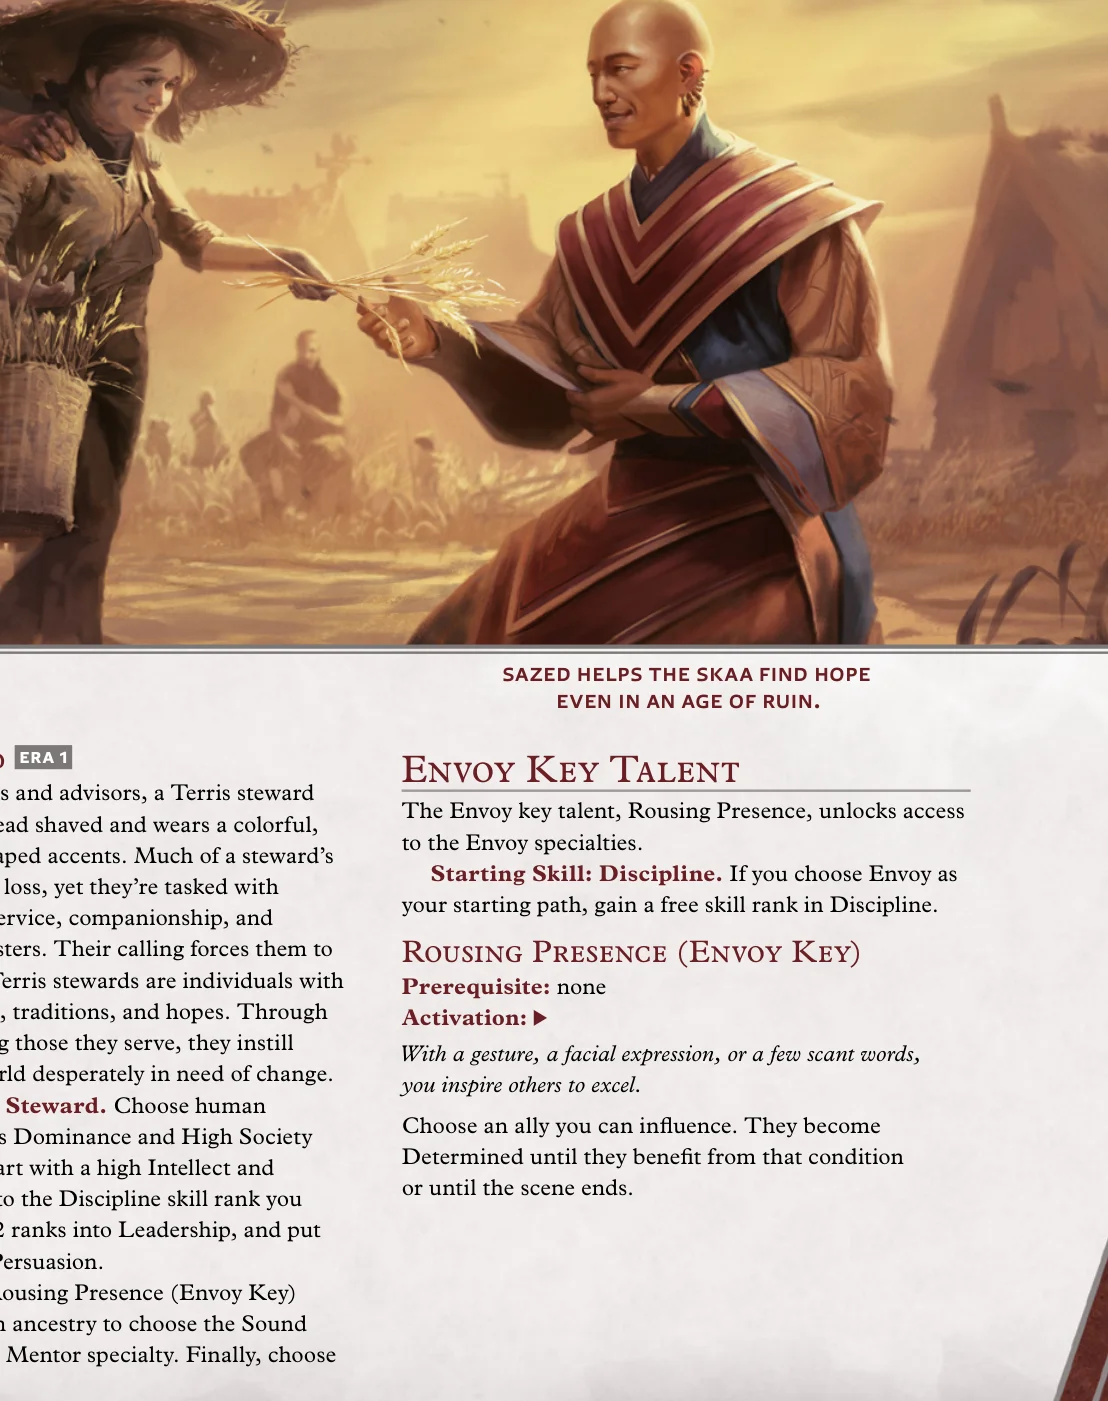 SAZED HELPS THE SKAA FIND HOPE
EVEN IN AN AGE OF RUIN.
ERA 1
s and advisors, a Terris steward
ead shaved and wears a colorful,
aped accents. Much of a steward's
loss, yet they're tasked with
ervice, companionship, and
sters. Their calling forces them to
Terris stewards are individuals with
, traditions, and hopes. Through
g those they serve, they instill
rld desperately in need of change.
Steward. Choose human
s Dominance and High Society
art with a high Intellect and
to the Discipline skill rank you
2 ranks into Leadership, and put
Persuasion.
Rousing Presence (Envoy Key)
n ancestry to choose the Sound
Mentor specialty. Finally, choose
Envoy Key Talent
The Envoy key talent, Rousing Presence, unlocks access
to the Envoy specialties.
Starting Skill: Discipline. If you choose Envoy as
your starting path, gain a free skill rank in Discipline.
Rousing Presence (Envoy Key)
Prerequisite: none
Activation: ▶
With a gesture, a facial expression, or a few scant words,
you inspire others to excel.
Choose an ally you can influence. They become
Determined until they benefit from that condition
or until the scene ends.